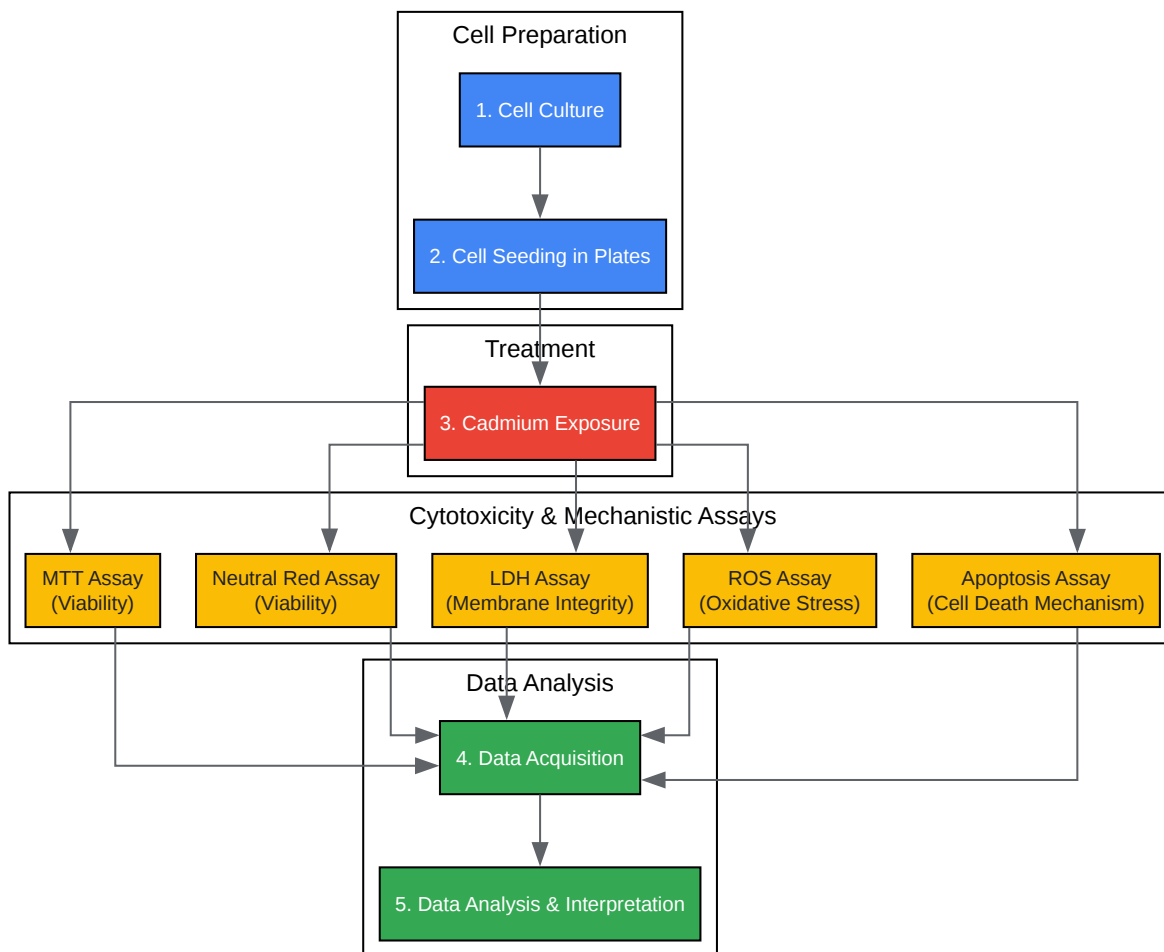 Cell Preparation
1. Cell Culture
2. Cell Seeding in Plates
Treatment
3. Cadmium Exposure
Cytotoxicity & Mechanistic Assays
MTT Assay
(Viability)
Neutral Red Assay
(Viability)
LDH Assay
(Membrane Integrity)
ROS Assay
(Oxidative Stress)
Apoptosis Assay
(Cell Death Mechanism)
Data Analysis
4. Data Acquisition
5. Data Analysis & Interpretation